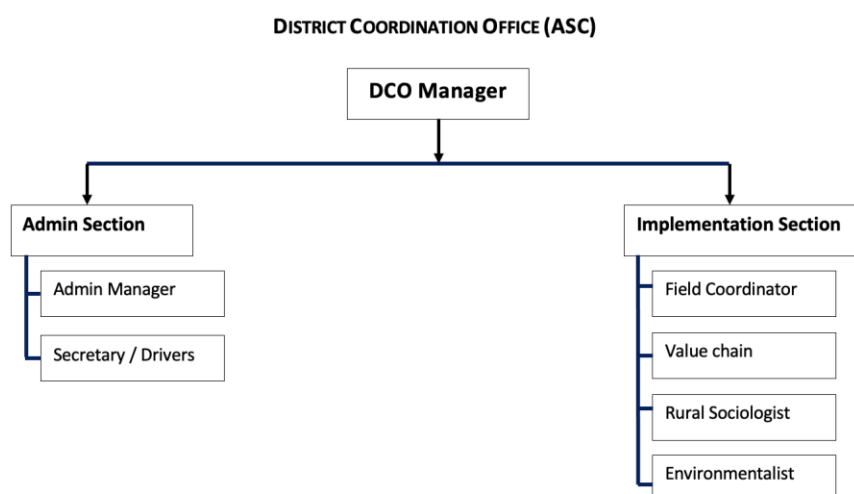 DISTRICT COORDINATION OFFICE (ASC)
DCO Manager
Admin Section
Admin Manager
Secretary / Drivers
Implementation Section
Field Coordinator
Value chain
Rural Sociologist
Environmentalist